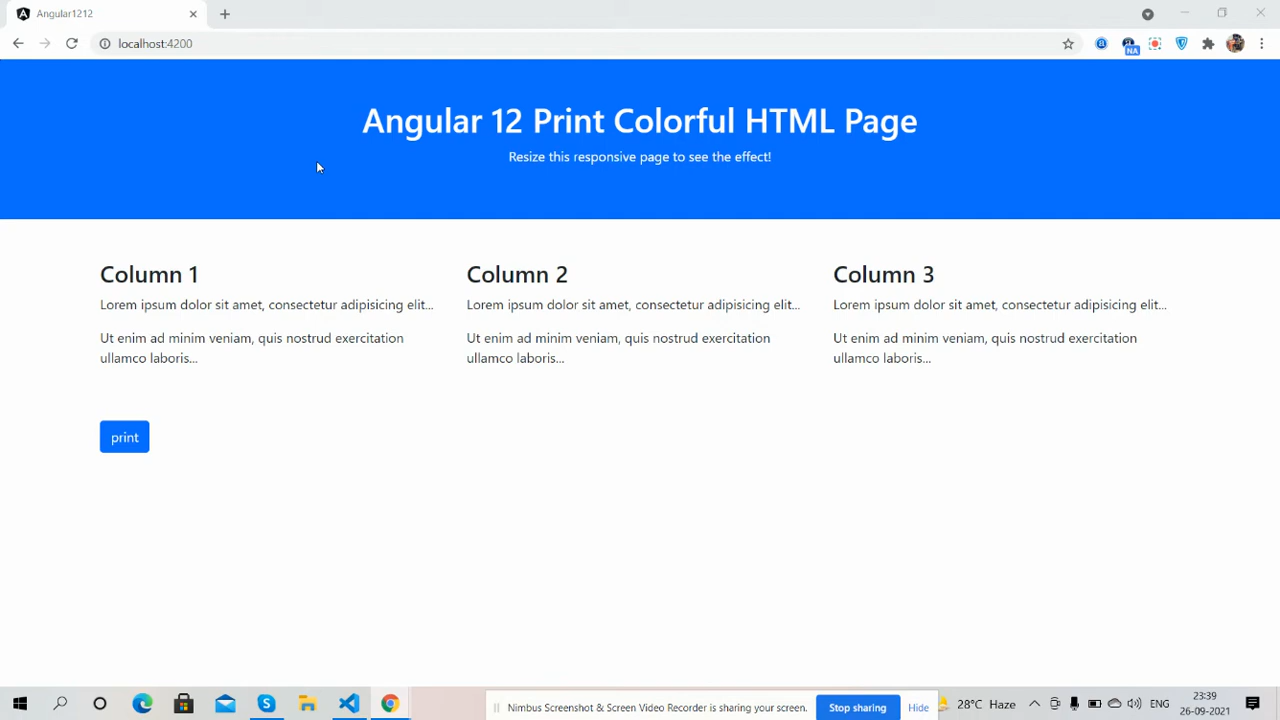 Angular1212
localhost:4200
NA
Angular 12 Print Colorful HTML Page
Resize this responsive page to see the effect!
Column 1
Lorem ipsum dolor sit amet, consectetur adipisicing elit...
Ut enim ad minim veniam, quis nostrud exercitation
ullamco laboris...
Column 2
Lorem ipsum dolor sit amet, consectetur adipisicing elit...
Ut enim ad minim veniam, quis nostrud exercitation
ullamco laboris...
Column 3
Lorem ipsum dolor sit amet, consectetur adipisicing elit...
Ut enim ad minim veniam, quis nostrud exercitation
ullamco laboris...
print
Nimbus Screenshot & Screen Video Recorder is sharing your screen.
Stop sharing
Hide
28°C Haze
ENG
23:39
26-09-2021